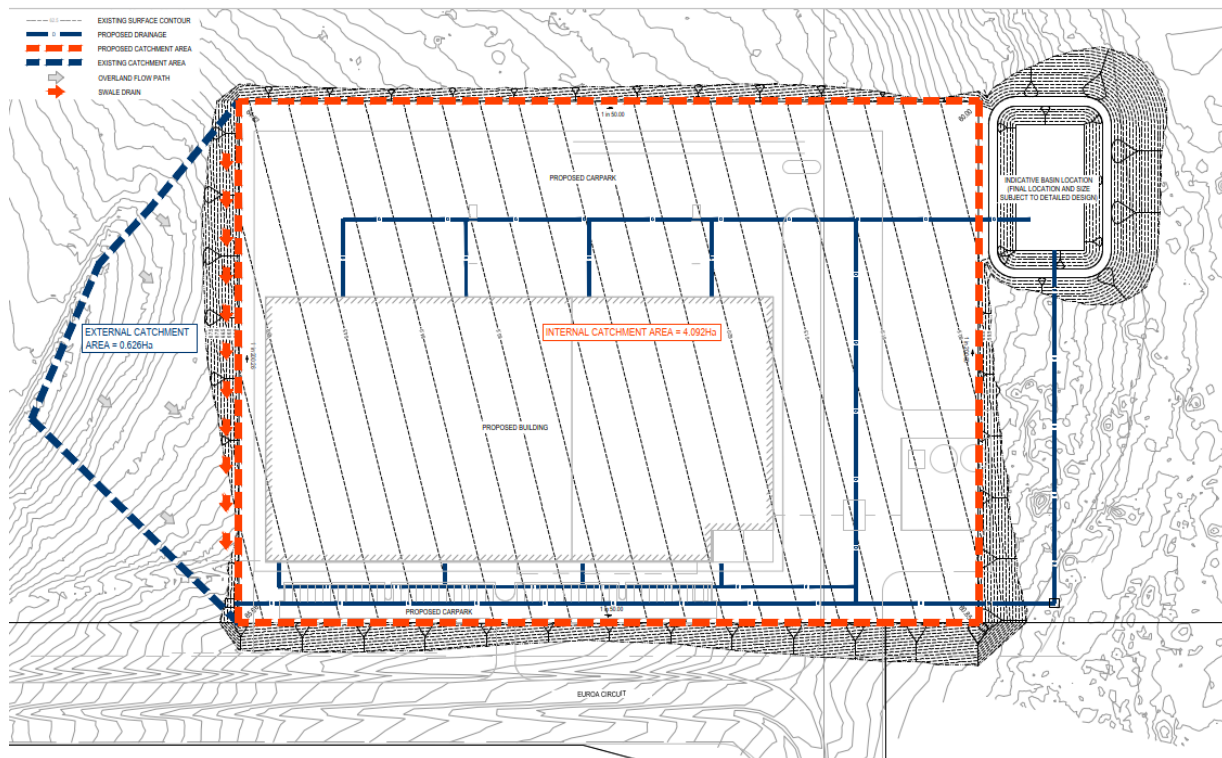 EXISTING SURFACE CONTOUR
PROPOSED DRAINAGE
PROPOSED CATCHMENT AREA
EXISTING CATCHMENT AREA
OVERLAND FLOW PATH
SWALE DRAIN
1 in 50.00
60.00
PROPOSED CARPARK
INDICATIVE BASIN LOCATION
(FINAL LOCATION AND SIZE
SUBJECT TO DETAILED DESIGN)
EXTERNAL CATCHMENT
AREA = 0.626Ha
INTERNAL CATCHMENT AREA = 4.092Ha
PROPOSED BUILDING
PROPOSED CARPARK
1 in 50.00
EUROA CIRCUIT